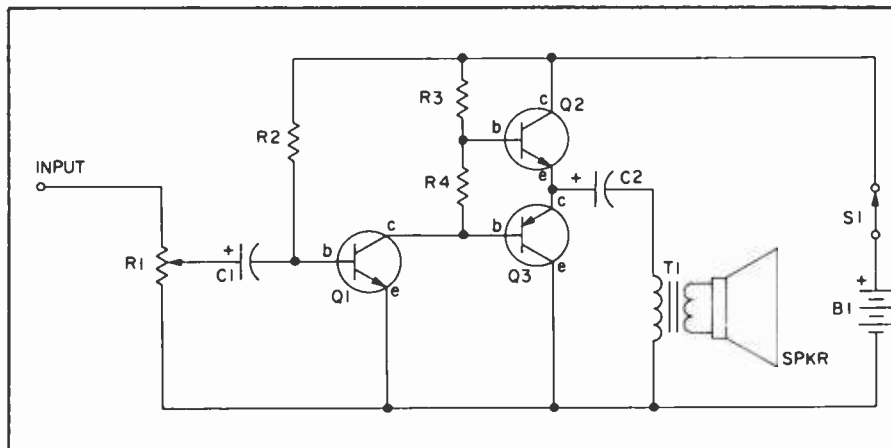 INPUT
R1
+
C1
R2
b
c
e
Q1
R3
R4
b
c
Q2
e
b
c
e
Q3
+
C2
T1
SPKR
S1
+
B1